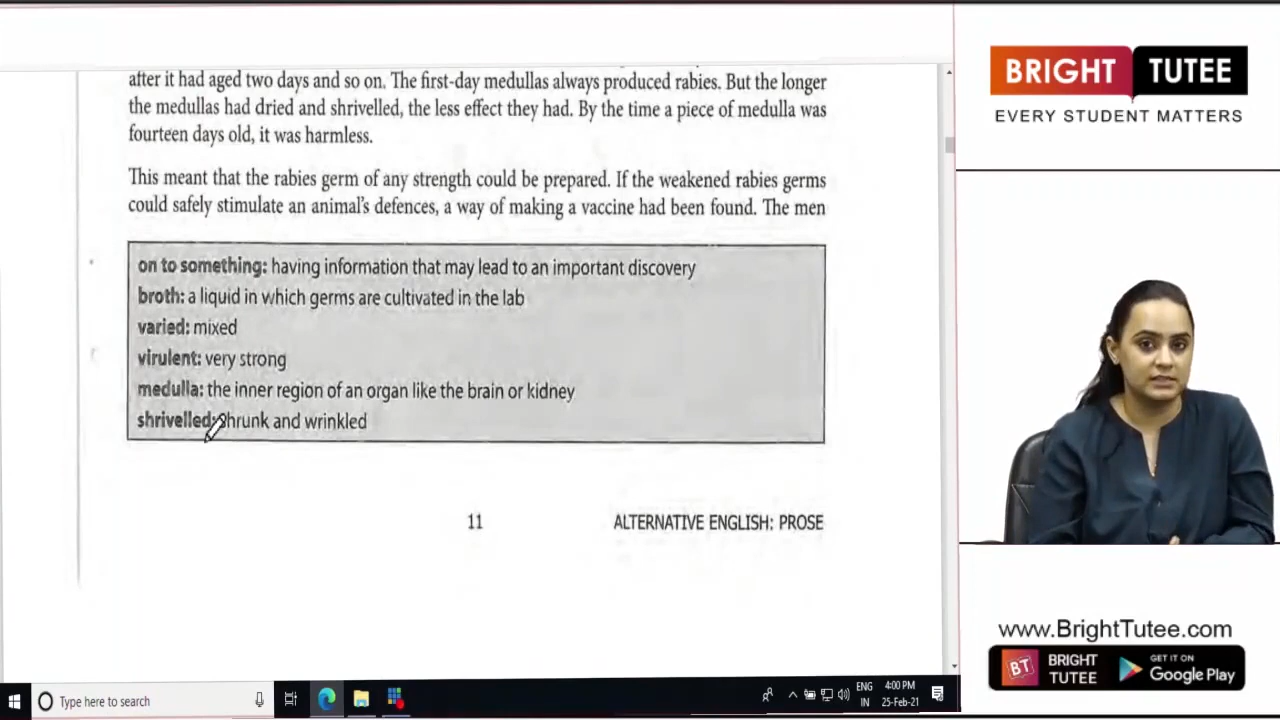 after it had aged two days and so on. The first-day medullas always produced rabies. But the longer
the medullas had dried and shrivelled, the less effect they had. By the time a piece of medulla was
fourteen days old, it was harmless.
This meant that the rabies germ of any strength could be prepared. If the weakened rabies germs
could safely stimulate an animal's defences, a way of making a vaccine had been found. The men
on to something: having information that may lead to an important discovery
broth: a liquid in which germs are cultivated in the lab
varied: mixed
virulent: very strong
medulla: the inner region of an organ like the brain or kidney
shrivelled: shrunk and wrinkled
11 ALTERNATIVE ENGLISH: PROSE
BRIGHT TUTEE
EVERY STUDENT MATTERS
www.BrightTutee.com
BT BRIGHT TUTEE
GET IT ON
Google Play
Type here to search
ENG
IN
4:00 PM
25-Feb-21